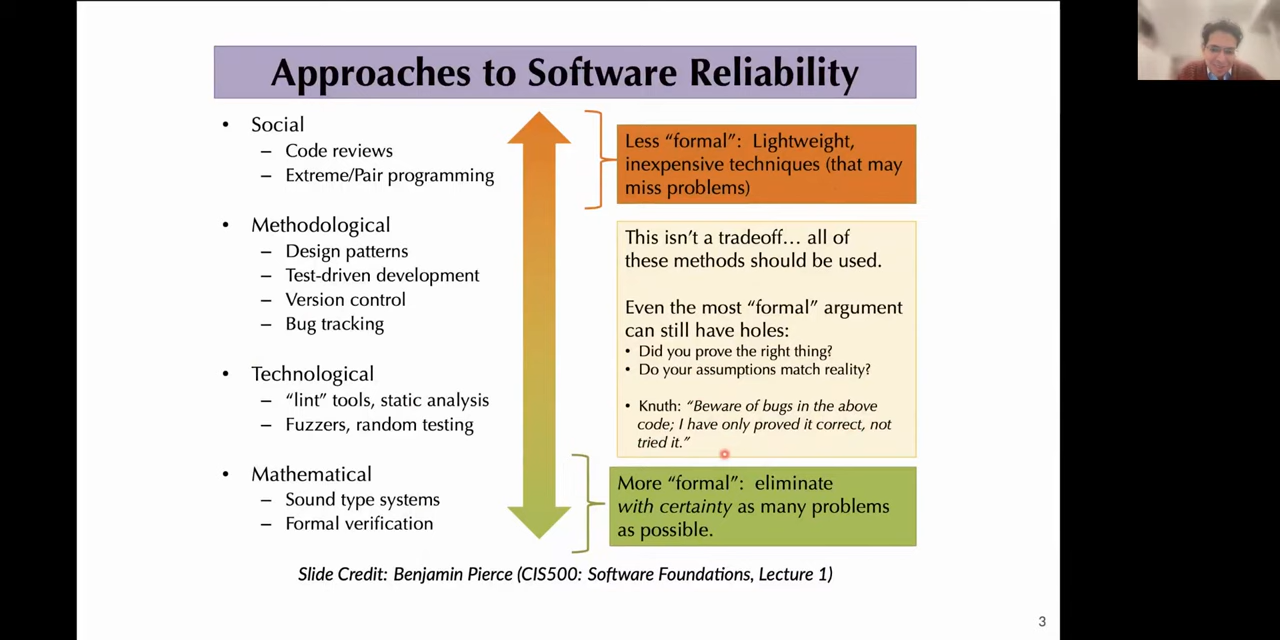 Approaches to Software Reliability
• Social
– Code reviews
– Extreme/Pair programming
• Methodological
– Design patterns
– Test-driven development
– Version control
– Bug tracking
• Technological
– “lint” tools, static analysis
– Fuzzers, random testing
• Mathematical
– Sound type systems
– Formal verification
Less “formal”: Lightweight,
inexpensive techniques (that may
miss problems)
This isn’t a tradeoff… all of
these methods should be used.
Even the most “formal” argument
can still have holes:
• Did you prove the right thing?
• Do your assumptions match reality?
• Knuth: “Beware of bugs in the above
code; I have only proved it correct, not
tried it.”
More “formal”: eliminate
with certainty as many problems
as possible.
Slide Credit: Benjamin Pierce (CIS500: Software Foundations, Lecture 1)
3